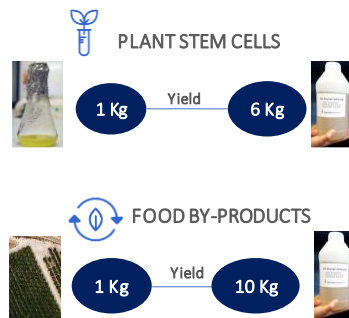 PLANT STEM CELLS
1 Kg
Yield
6 Kg
FOOD BY-PRODUCTS
1 Kg
Yield
10 Kg